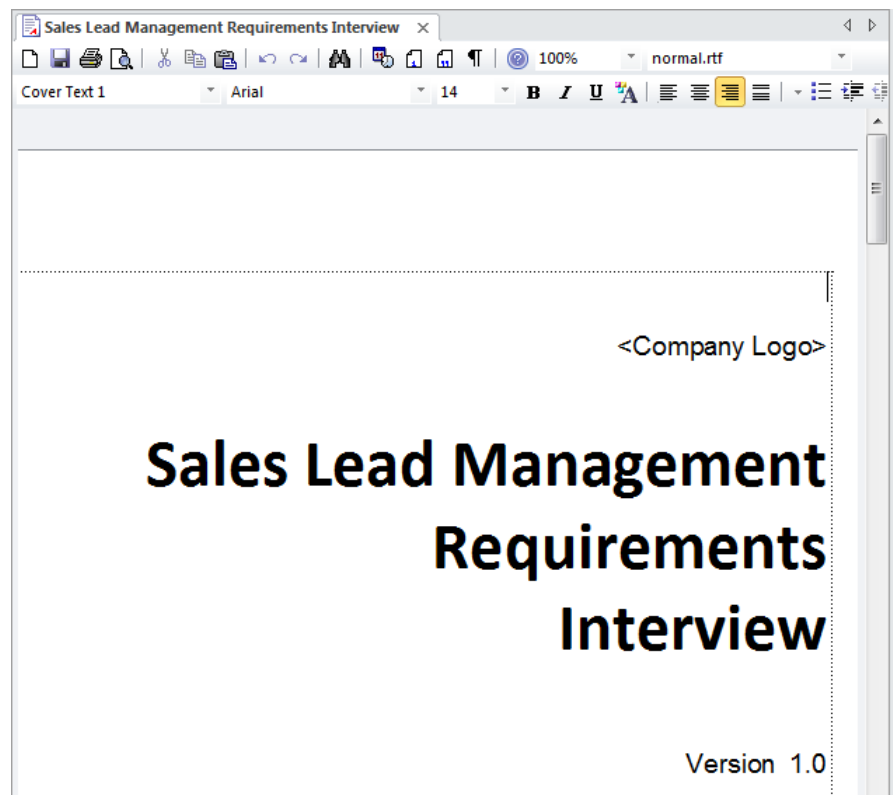 Sales Lead Management Requirements Interview
100% normal.rtf
Cover Text 1 Arial 14 B I U A
<Company Logo>
Sales Lead Management
Requirements
Interview
Version 1.0